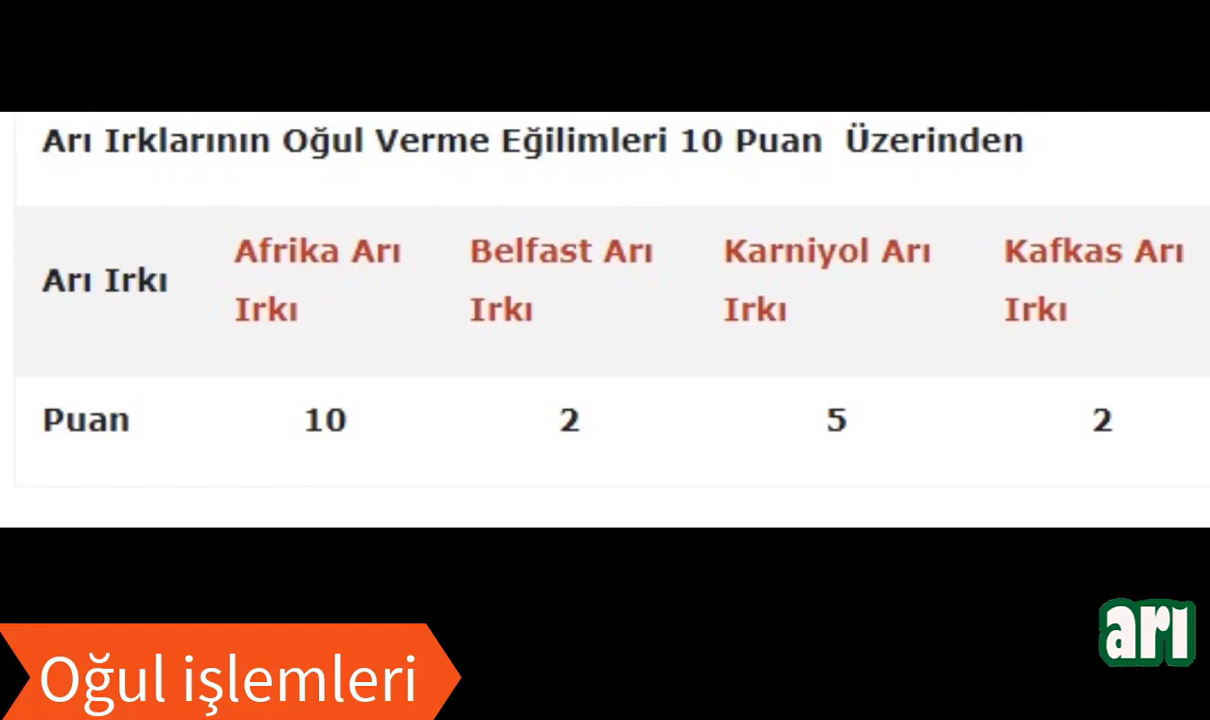 Arı Irklarının Oğul Verme Eğilimleri 10 Puan Üzerinden
Arı Irkı
Afrika Arı
Irkı
Belfast Arı
Irkı
Karniyol Arı
Irkı
Kafkas Arı
Irkı
Puan 10 2 5 2
Oğul işlemleri
arı